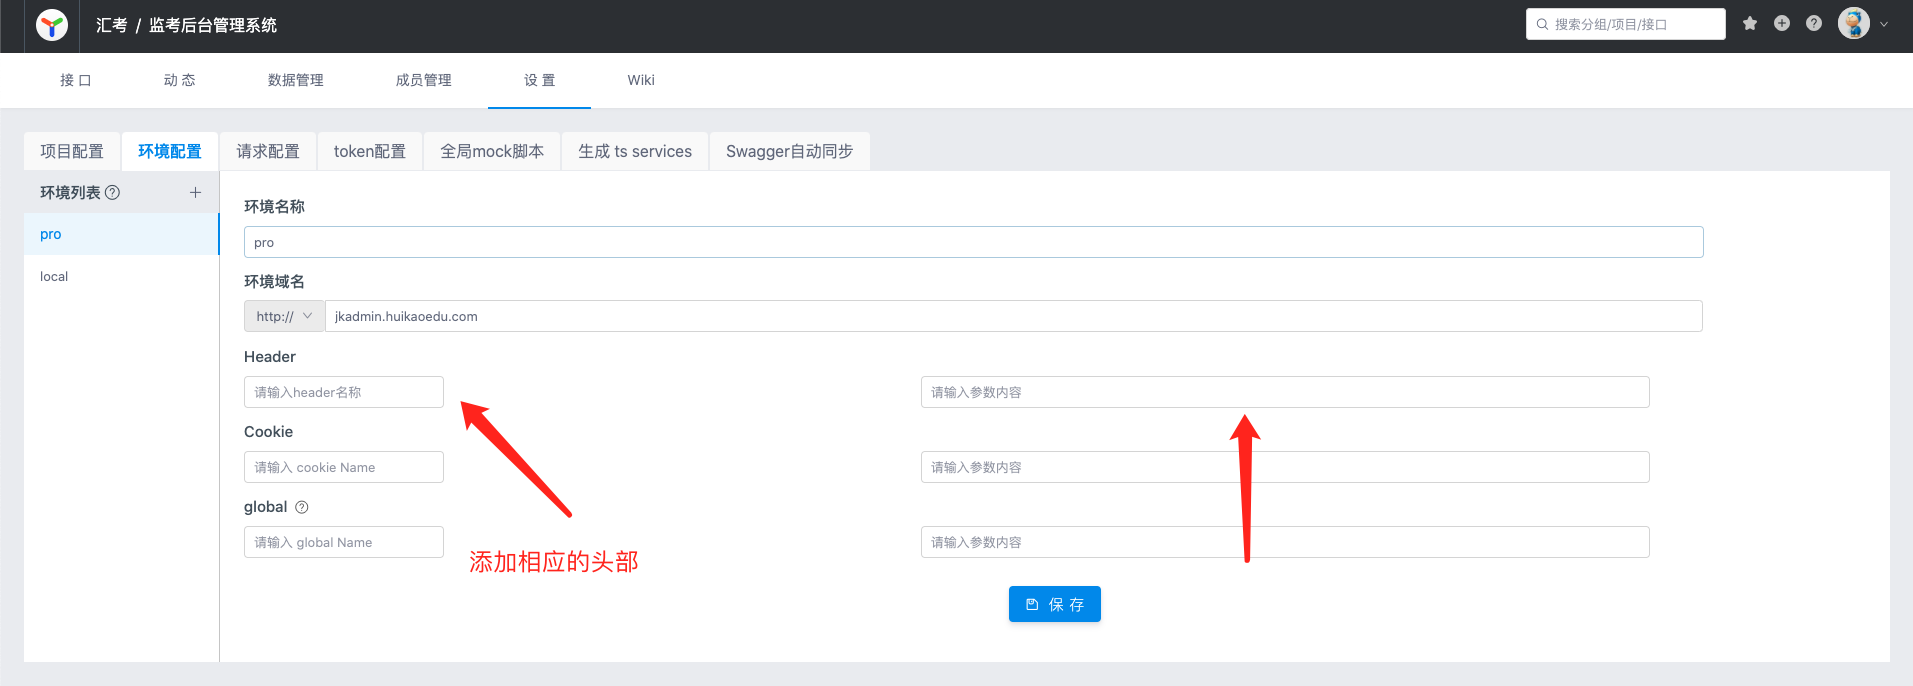 汇考 / 监考后台管理系统
搜索分组/项目/接口
接 口 动 态 数据管理 成员管理 设 置 Wiki
项目配置 环境配置 请求配置 token配置 全局mock脚本 生成 ts services Swagger自动同步
环境列表
pro
local
环境名称
pro
环境域名
http:// jkadmin.huikaoedu.com
Header
请输入header名称 请输入参数内容
Cookie
请输入 cookie Name 请输入参数内容
global
请输入 global Name 请输入参数内容
添加相应的头部
保 存